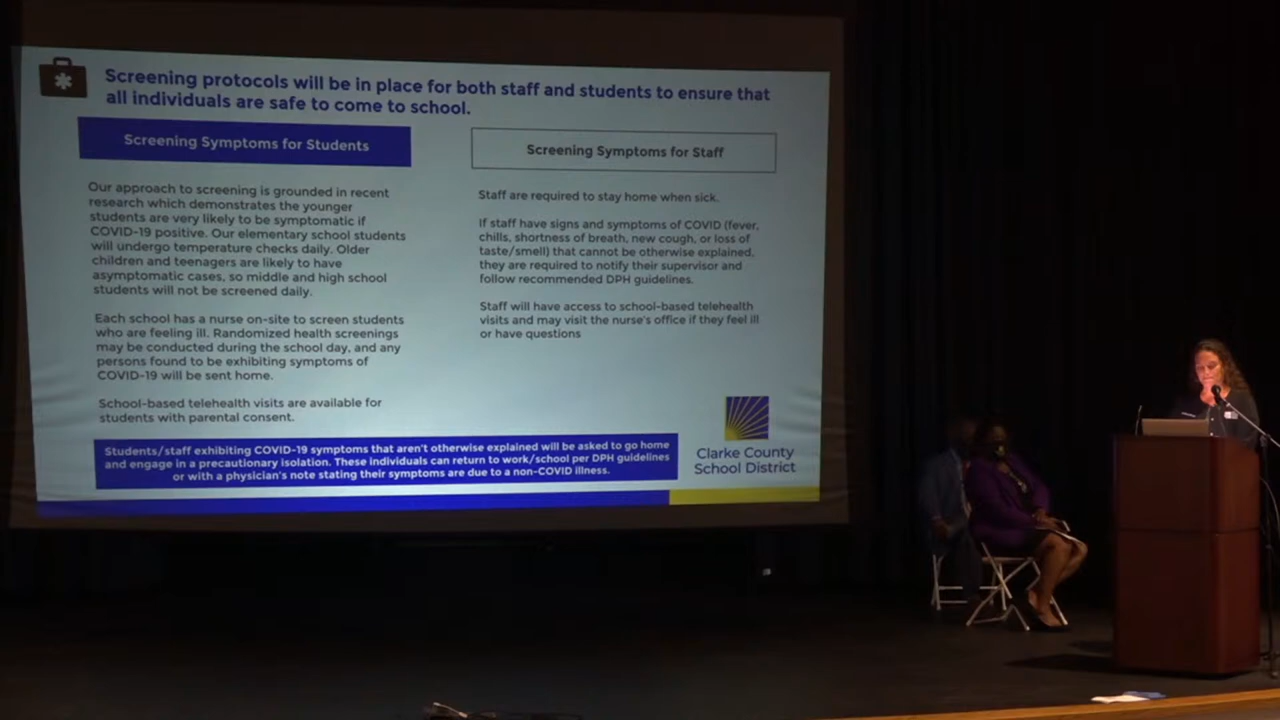 Screening protocols will be in place for both staff and students to ensure that
all individuals are safe to come to school.
Screening Symptoms for Students
Our approach to screening is grounded in recent
research which demonstrates the younger
students are very likely to be symptomatic if
COVID-19 positive. Our elementary school students
will undergo temperature checks daily. Older
children and teenagers are likely to have
asymptomatic cases, so middle and high school
students will not be screened daily.
Each school has a nurse on-site to screen students
who are feeling ill. Randomized health screenings
may be conducted during the school day, and any
persons found to be exhibiting symptoms of
COVID-19 will be sent home.
School-based telehealth visits are available for
students with parental consent.
Screening Symptoms for Staff
Staff are required to stay home when sick.
If staff have signs and symptoms of COVID (fever,
chills, shortness of breath, new cough, or loss of
taste/smell) that cannot be otherwise explained,
they are required to notify their supervisor and
follow recommended DPH guidelines.
Staff will have access to school-based telehealth
visits and may visit the nurse's office if they feel ill
or have questions
Students/staff exhibiting COVID-19 symptoms that aren't otherwise explained will be asked to go home
and engage in a precautionary isolation. These individuals can return to work/school per DPH guidelines
or with a physician's note stating their symptoms are due to a non-COVID illness.
Clarke County
School District